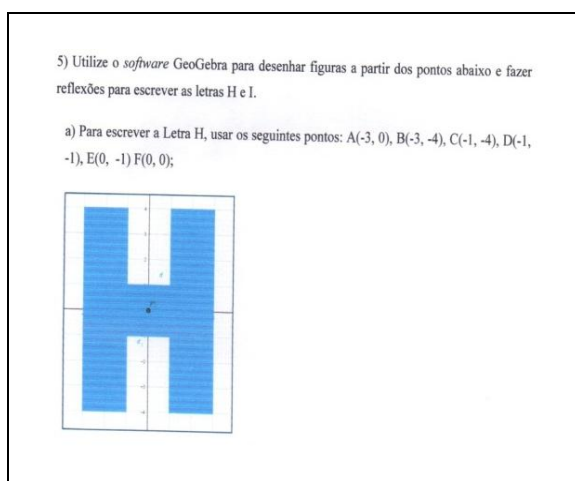 5) Utilize o software GeoGebra para desenhar figuras a partir dos pontos abaixo e fazer
reflexões para escrever as letras H e I.
a) Para escrever a Letra H, usar os seguintes pontos: A(-3, 0), B(-3, -4), C(-1, -4), D(-1,
-1), E(0, -1) F(0, 0);